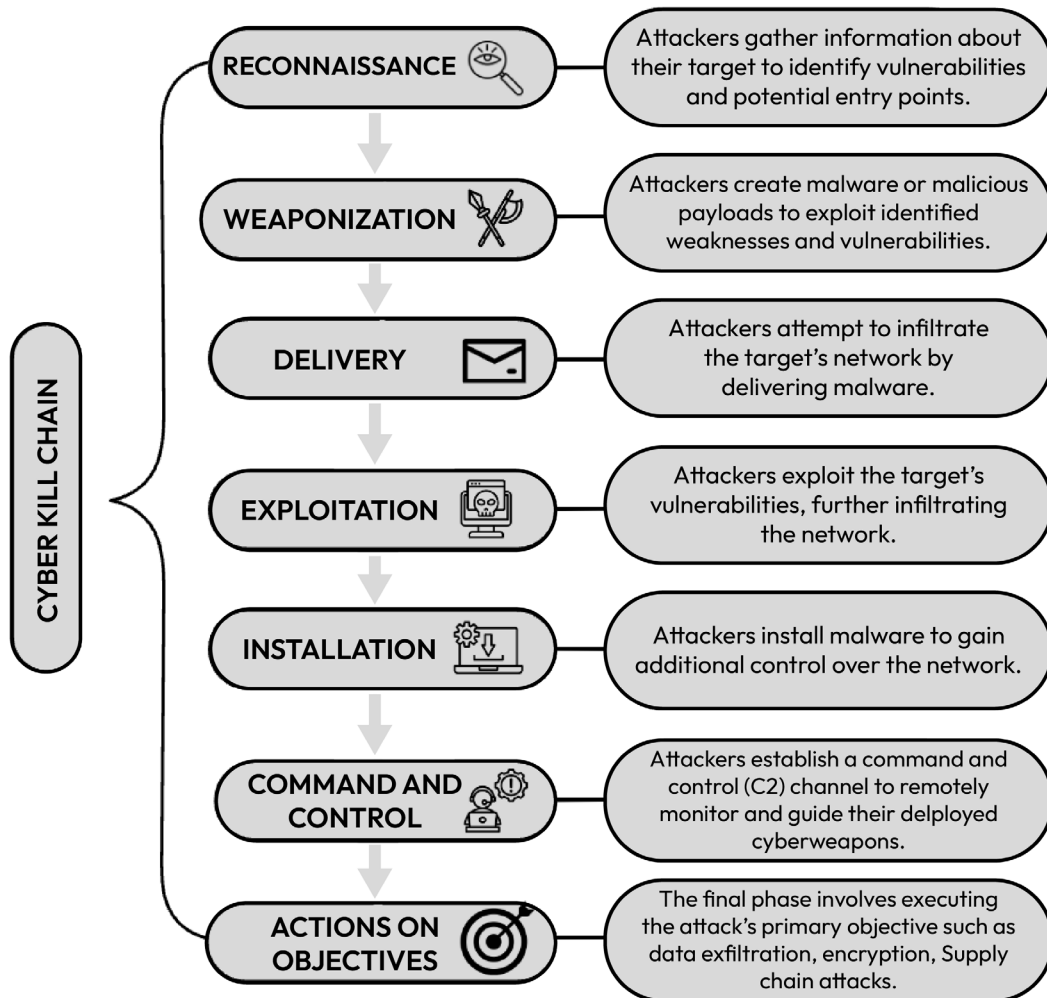 CYBER KILL CHAIN
RECONNAISSANCE
Attackers gather information about
their target to identify vulnerabilities
and potential entry points.
WEAPONIZATION
Attackers create malware or malicious
payloads to exploit identified
weaknesses and vulnerabilities.
DELIVERY
Attackers attempt to infiltrate
the target's network by
delivering malware.
EXPLOITATION
Attackers exploit the target's
vulnerabilities, further infiltrating
the network.
INSTALLATION
Attackers install malware to gain
additional control over the network.
COMMAND AND
CONTROL
Attackers establish a command and
control (C2) channel to remotely
monitor and guide their delployed
cyberweapons.
ACTIONS ON
OBJECTIVES
The final phase involves executing
the attack's primary objective such as
data exfiltration, encryption, Supply
chain attacks.